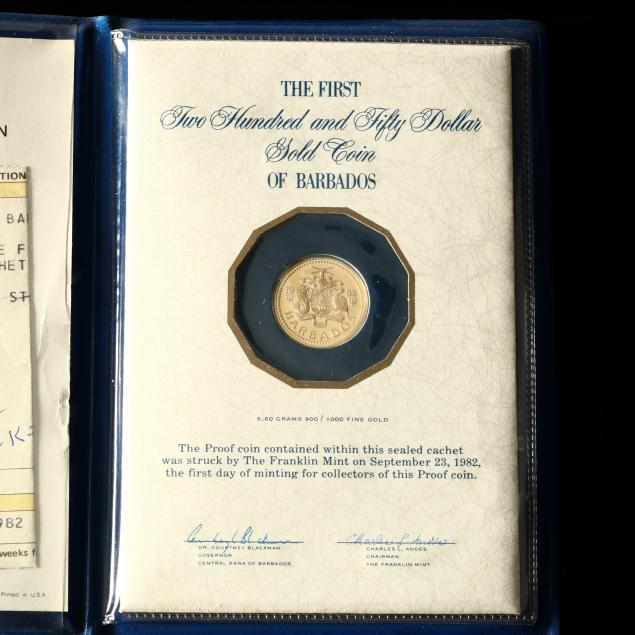 N
TION
BA
E F
HET
ST
982
weeks f
Printed in U.S.A.
THE FIRST
Two Hundred and Fifty Dollar
Gold Coin
OF BARBADOS
19 82
BARBADOS
6.60 GRAMS 900 / 1000 FINE GOLD
The Proof coin contained within this sealed cachet
was struck by The Franklin Mint on September 23, 1982,
the first day of minting for collectors of this Proof coin.
DR. COURTNEY BLACKMAN
GOVERNOR
CENTRAL BANK OF BARBADOS
CHARLES L. ANDES
CHAIRMAN
THE FRANKLIN MINT